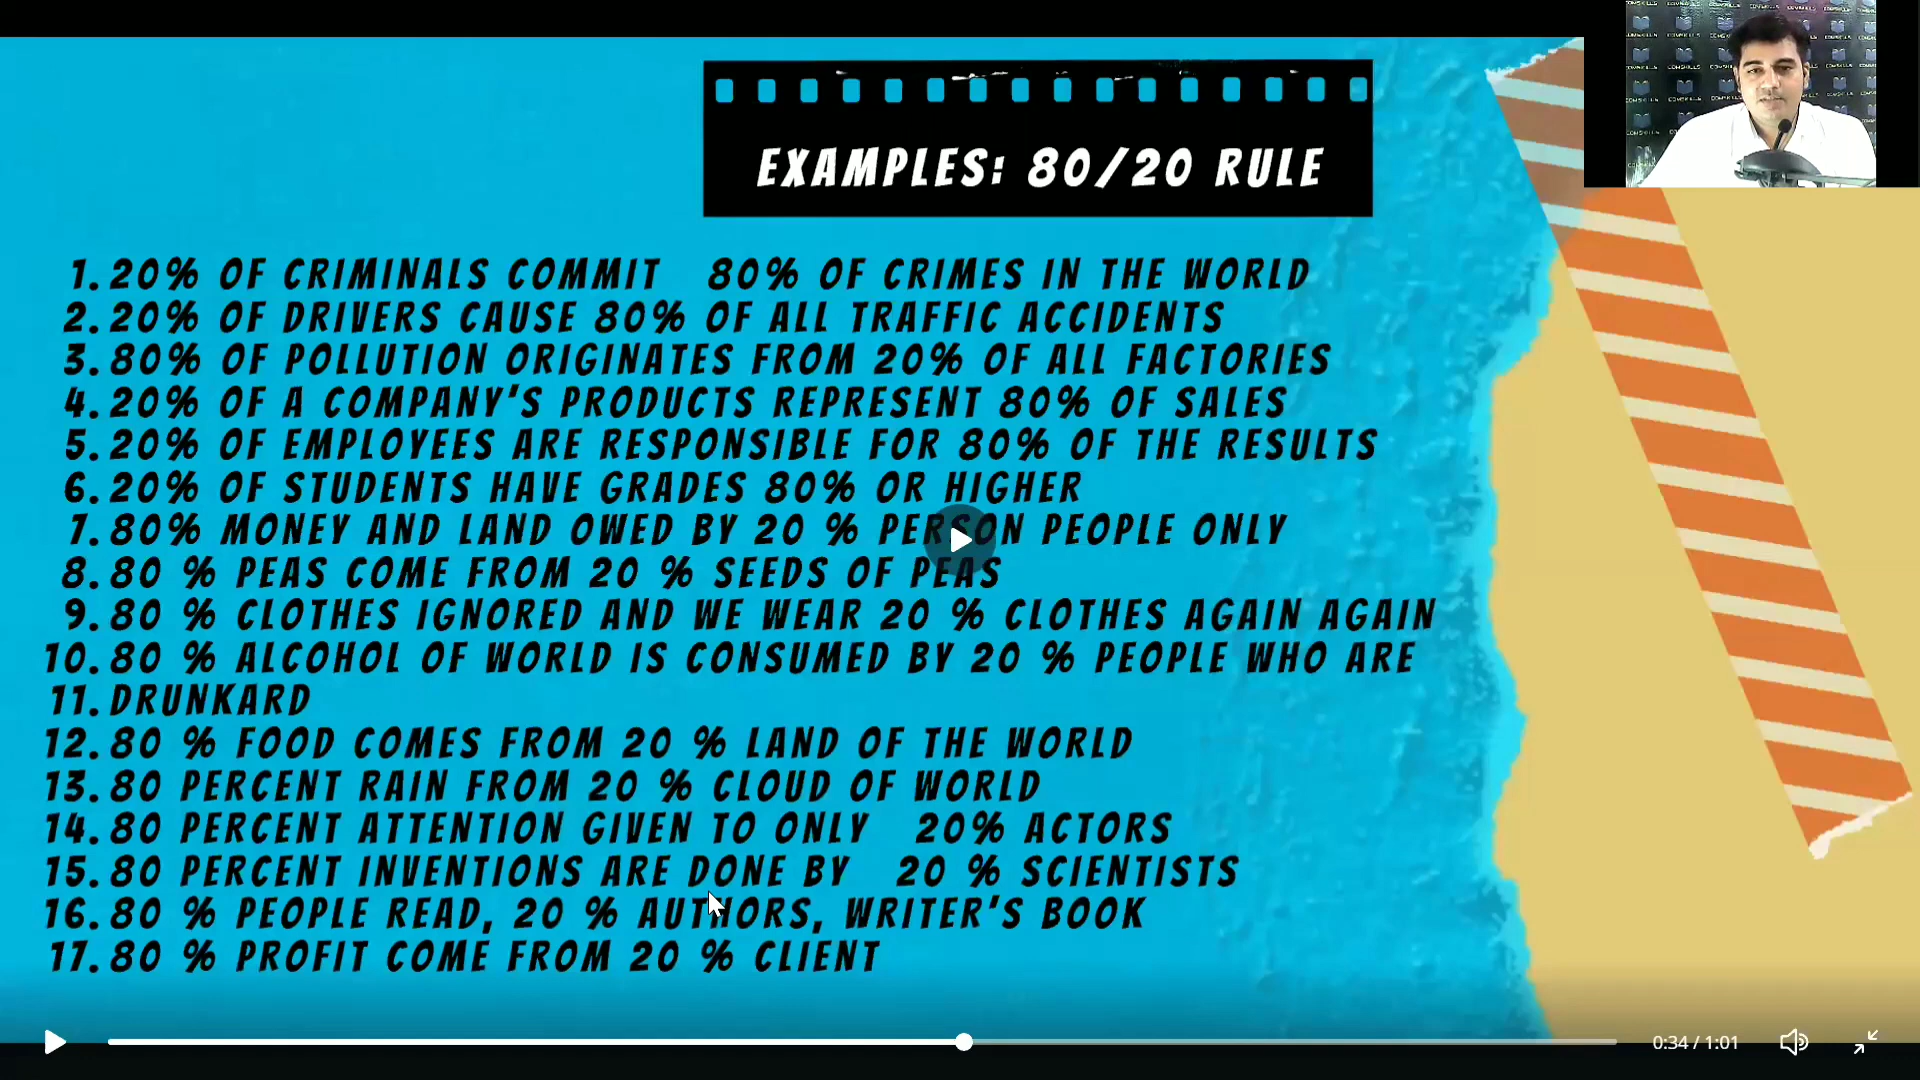 EXAMPLES: 80/20 RULE
1. 20% OF CRIMINALS COMMIT 80% OF CRIMES IN THE WORLD
2. 20% OF DRIVERS CAUSE 80% OF ALL TRAFFIC ACCIDENTS
3. 80% OF POLLUTION ORIGINATES FROM 20% OF ALL FACTORIES
4. 20% OF A COMPANY'S PRODUCTS REPRESENT 80% OF SALES
5. 20% OF EMPLOYEES ARE RESPONSIBLE FOR 80% OF THE RESULTS
6. 20% OF STUDENTS HAVE GRADES 80% OR HIGHER
7. 80% MONEY AND LAND OWED BY 20 % PERSON PEOPLE ONLY
8. 80 % PEAS COME FROM 20 % SEEDS OF PEAS
9. 80 % CLOTHES IGNORED AND WE WEAR 20 % CLOTHES AGAIN AGAIN
10. 80 % ALCOHOL OF WORLD IS CONSUMED BY 20 % PEOPLE WHO ARE
11. DRUNKARD
12. 80 % FOOD COMES FROM 20 % LAND OF THE WORLD
13. 80 PERCENT RAIN FROM 20 % CLOUD OF WORLD
14. 80 PERCENT ATTENTION GIVEN TO ONLY 20% ACTORS
15. 80 PERCENT INVENTIONS ARE DONE BY 20 % SCIENTISTS
16. 80 % PEOPLE READ, 20 % AUTHORS, WRITER'S BOOK
17. 80 % PROFIT COME FROM 20 % CLIENT
0:34 / 1:01